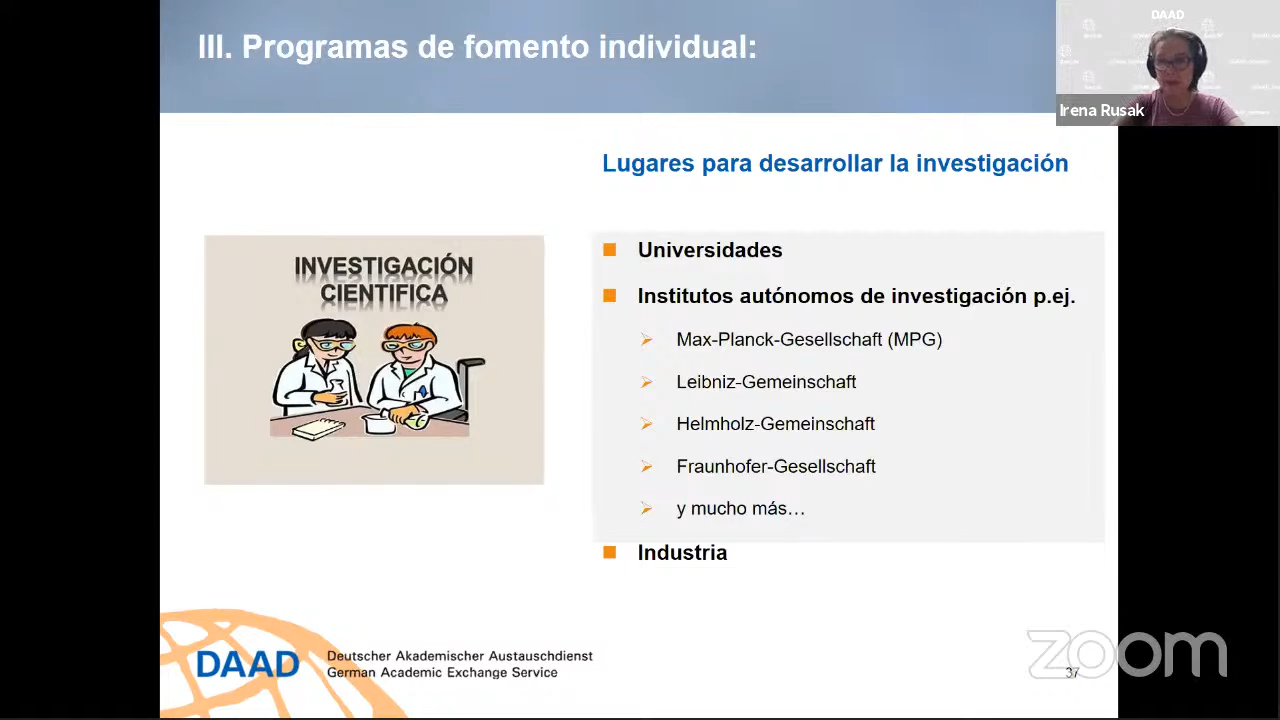 III. Programas de fomento individual:
DAAD
Irena Rusak
Lugares para desarrollar la investigación
INVESTIGACIÓN
CIENTIFICA
Universidades
Institutos autónomos de investigación p.ej.
Max-Planck-Gesellschaft (MPG)
Leibniz-Gemeinschaft
Helmholz-Gemeinschaft
Fraunhofer-Gesellschaft
y mucho más…
Industria
DAAD
Deutscher Akademischer Austauschdienst
German Academic Exchange Service
zoom
37